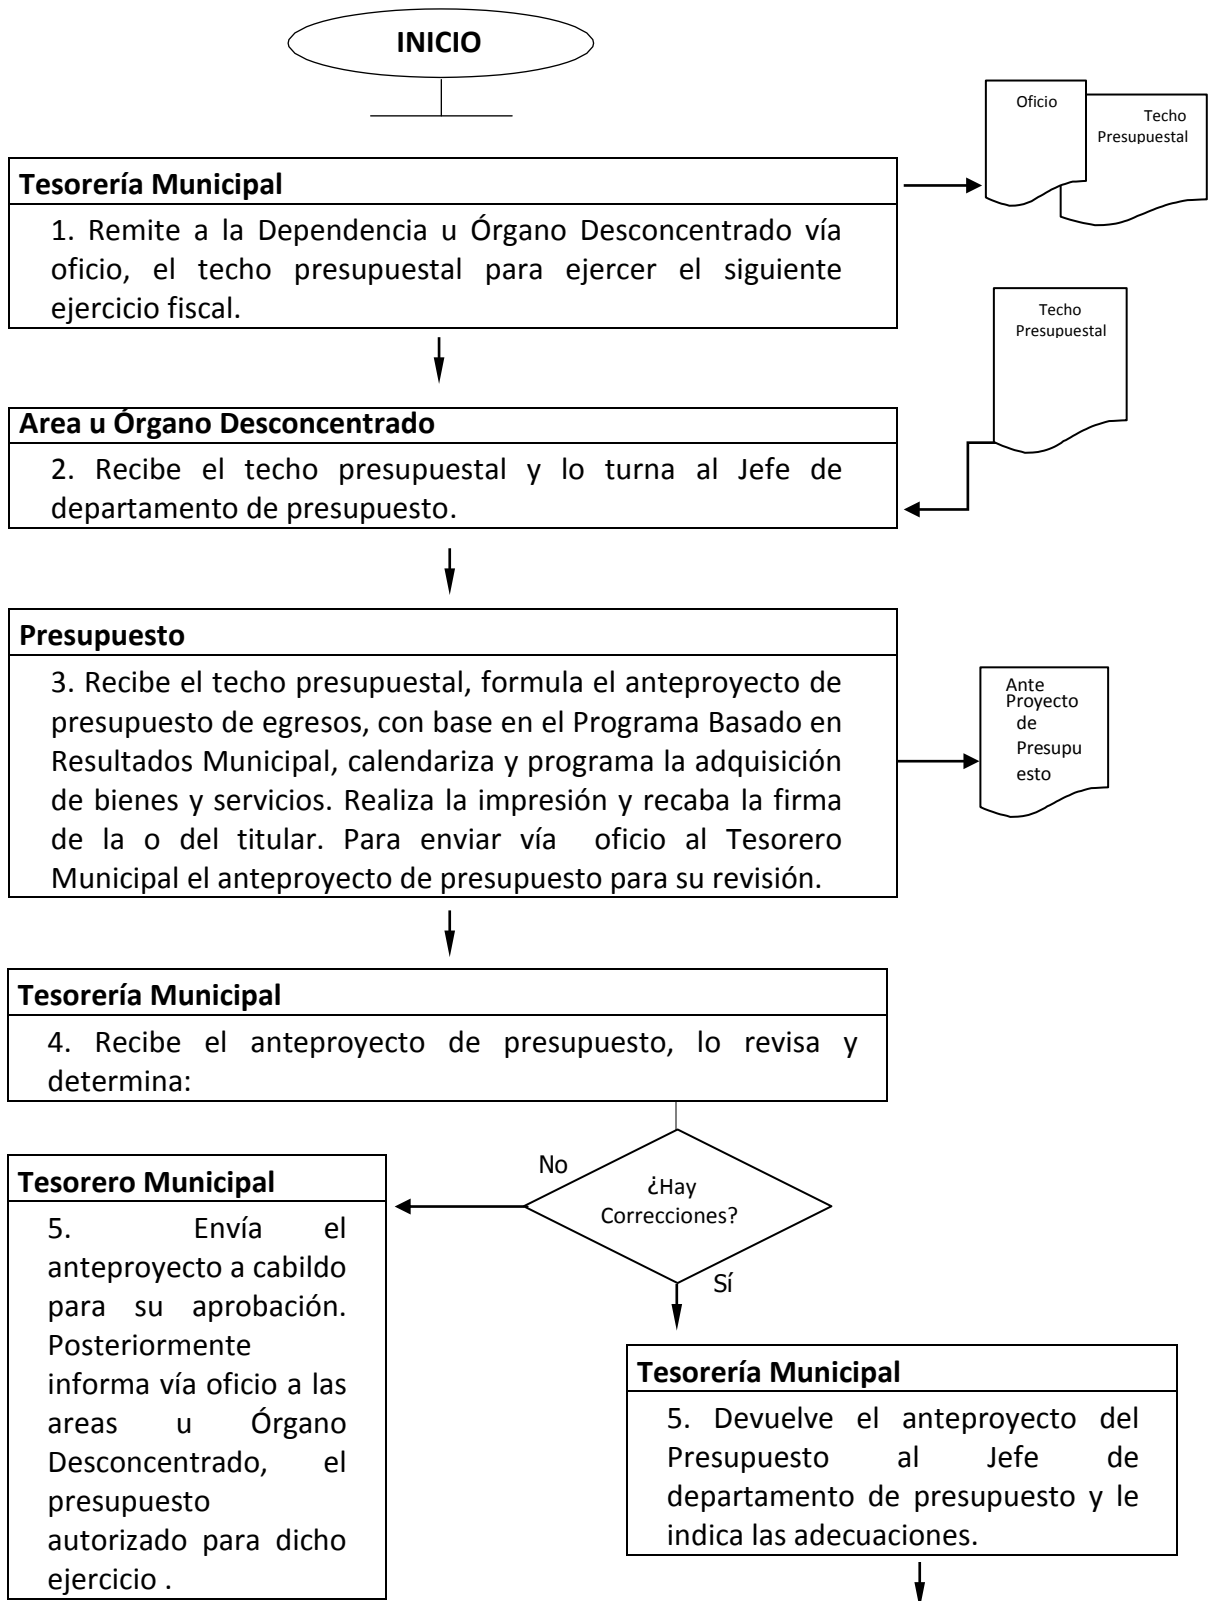 INICIO
Oficio
Techo
Presupuestal
Tesorería Municipal
1. Remite a la Dependencia u Órgano Desconcentrado vía
oficio, el techo presupuestal para ejercer el siguiente
ejercicio fiscal.
Techo
Presupuestal
Area u Órgano Desconcentrado
2. Recibe el techo presupuestal y lo turna al Jefe de
departamento de presupuesto.
Presupuesto
3. Recibe el techo presupuestal, formula el anteproyecto de
presupuesto de egresos, con base en el Programa Basado en
Resultados Municipal, calendariza y programa la adquisición
de bienes y servicios. Realiza la impresión y recaba la firma
de la o del titular. Para enviar vía oficio al Tesorero
Municipal el anteproyecto de presupuesto para su revisión.
Ante
Proyecto
de
Presupu
esto
Tesorería Municipal
4. Recibe el anteproyecto de presupuesto, lo revisa y
determina:
No
¿Hay
Correcciones?
Sí
Tesorero Municipal
5. Envía el
anteproyecto a cabildo
para su aprobación.
Posteriormente
informa vía oficio a las
areas u Órgano
Desconcentrado, el
presupuesto
autorizado para dicho
ejercicio .
Tesorería Municipal
5. Devuelve el anteproyecto del
Presupuesto al Jefe de
departamento de presupuesto y le
indica las adecuaciones.